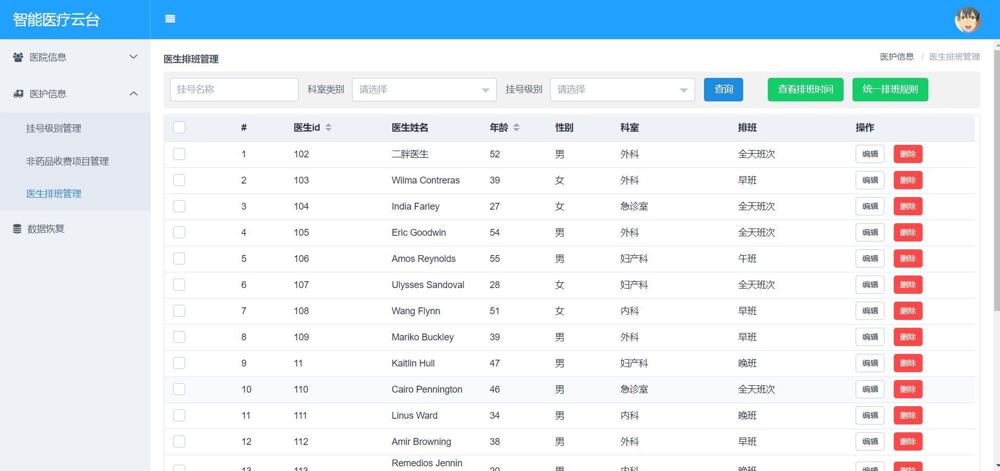 智能医疗云台
医院信息
医护信息
挂号级别管理
非药品收费项目管理
医生排班管理
数据恢复
医生排班管理
医护信息 / 医生排班管理
挂号名称 科室类别 请选择 挂号级别 请选择 查询 查看排班时间 统一排班规则
# 医生id 医生姓名 年龄 性别 科室 排班 操作
1 102 二胖医生 52 男 外科 全天班次 编辑 删除
2 103 Wilma Contreras 39 女 外科 早班 编辑 删除
3 104 India Farley 27 女 急诊室 全天班次 编辑 删除
4 105 Eric Goodwin 54 男 外科 全天班次 编辑 删除
5 106 Amos Reynolds 55 男 妇产科 午班 编辑 删除
6 107 Ulysses Sandoval 28 女 妇产科 全天班次 编辑 删除
7 108 Wang Flynn 51 女 内科 早班 编辑 删除
8 109 Mariko Buckley 39 男 外科 早班 编辑 删除
9 11 Kaitlin Hull 47 男 妇产科 晚班 编辑 删除
10 110 Cairo Pennington 46 男 急诊室 全天班次 编辑 删除
11 111 Linus Ward 34 男 内科 晚班 编辑 删除
12 112 Amir Browning 38 男 外科 早班 编辑 删除
Remedios Jennin
13 113 20 男 内科 晚班 编辑 删除